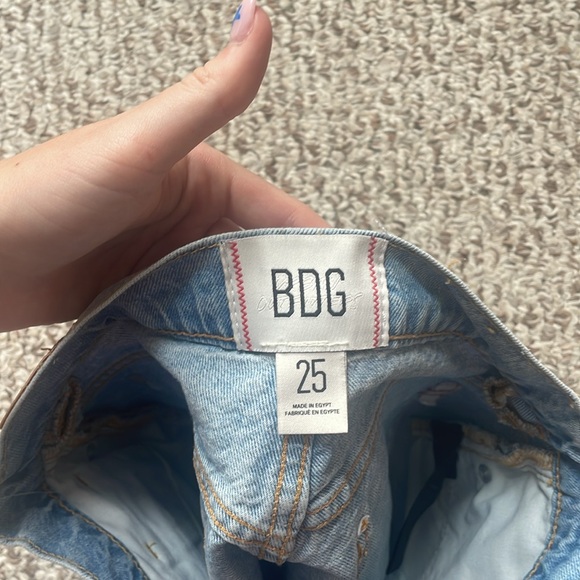 BDG
25
MADE IN EGYPT
FABRIQUÉ EN EGYPTE